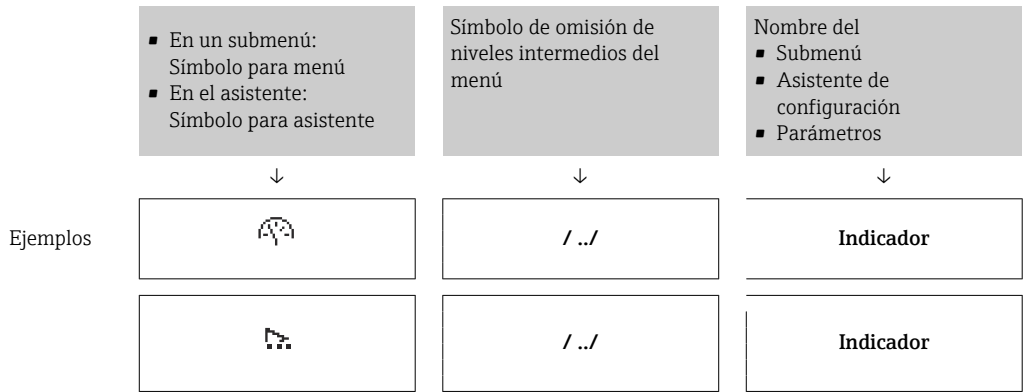 ▪ En un submenú:
Símbolo para menú
▪ En el asistente:
Símbolo para asistente
Símbolo de omisión de
niveles intermedios del
menú
Nombre del
▪ Submenú
▪ Asistente de
configuración
▪ Parámetros
↓ ↓ ↓
Ejemplos / ../ Indicador
/ ../ Indicador